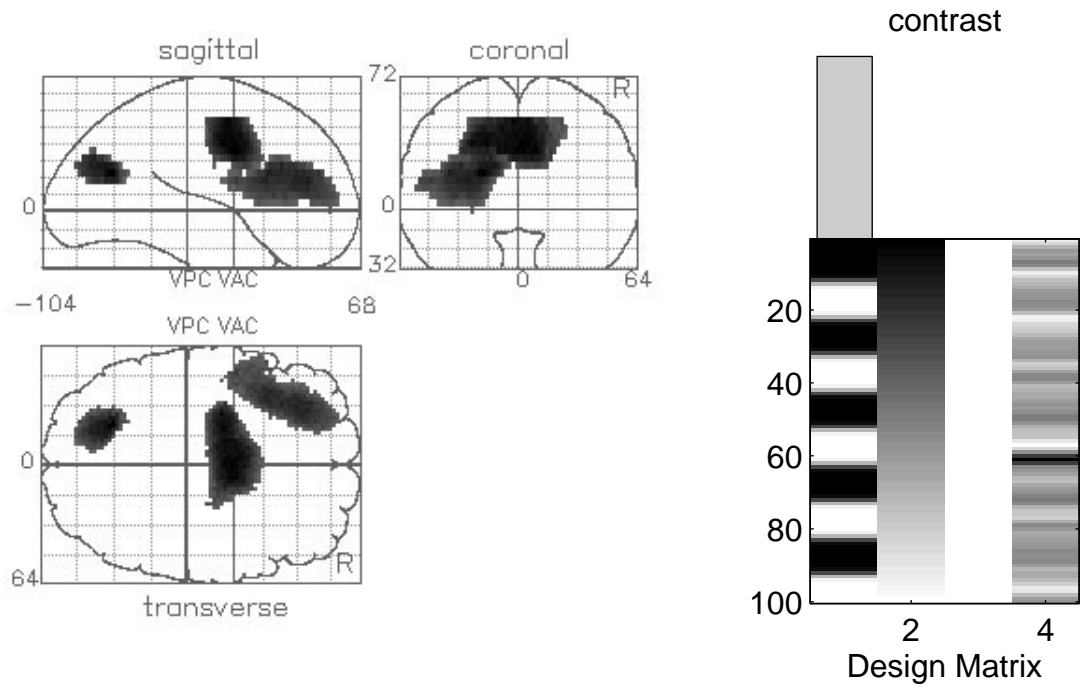 contrast
sagittal
coronal
72
R
0
0
32
0
64
VPC VAC
−104
68
VPC VAC
0
R
64
transverse
20
40
60
80
100
2
4
Design Matrix